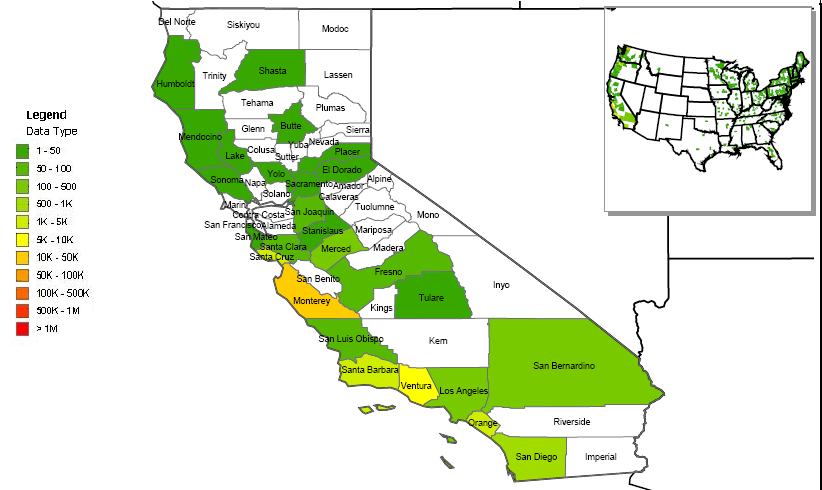 Del Norte
Siskiyou
Modoc
Humboldt
Trinity
Shasta
Lassen
Tehama
Plumas
Mendocino
Glenn
Butte
Sierra
Lake
Colusa
Sutter
Yuba
Nevada
Placer
Sonoma
Napa
Yolo
Solano
Sacramento
El Dorado
Amador
Alpine
Calaveras
Marin
Contra Costa
San Joaquin
Tuolumne
Mono
San Francisco
Alameda
Stanislaus
Mariposa
San Mateo
Santa Clara
Merced
Madera
Santa Cruz
San Benito
Fresno
Inyo
Monterey
Kings
Tulare
San Luis Obispo
Kern
San Bernardino
Santa Barbara
Ventura
Los Angeles
Orange
Riverside
San Diego
Imperial
Legend
Data Type
1 - 50
50 - 100
100 - 500
500 - 1K
1K - 5K
5K - 10K
10K - 50K
50K - 100K
100K - 500K
500K - 1M
> 1M